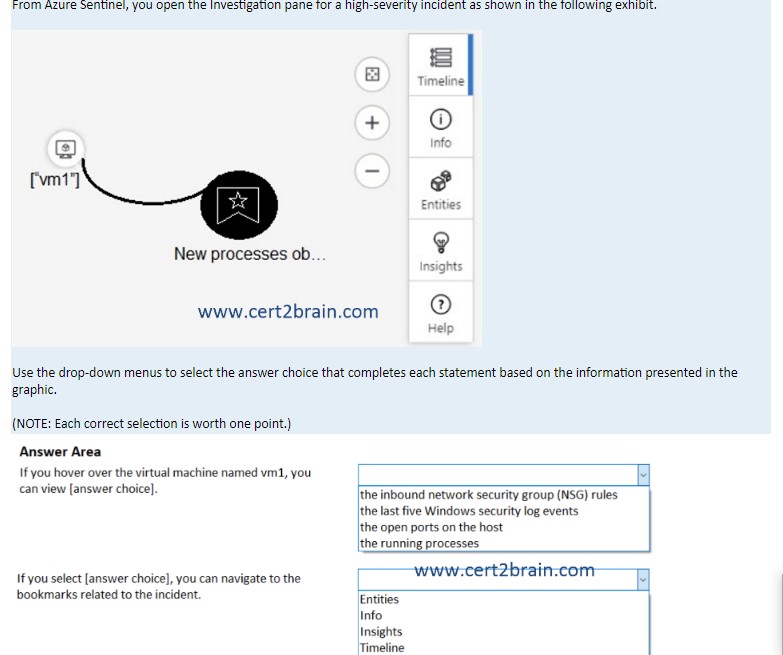 From Azure Sentinel, you open the Investigation pane for a high-severity incident as shown in the following exhibit.
Timeline
Info
["vm1"]
Entities
New processes ob...
Insights
www.cert2brain.com
Help
Use the drop-down menus to select the answer choice that completes each statement based on the information presented in the
graphic.
(NOTE: Each correct selection is worth one point.)
Answer Area
If you hover over the virtual machine named vm1, you
can view [answer choice].
the inbound network security group (NSG) rules
the last five Windows security log events
the open ports on the host
the running processes
www.cert2brain.com
If you select [answer choice], you can navigate to the
bookmarks related to the incident.
Entities
Info
Insights
Timeline